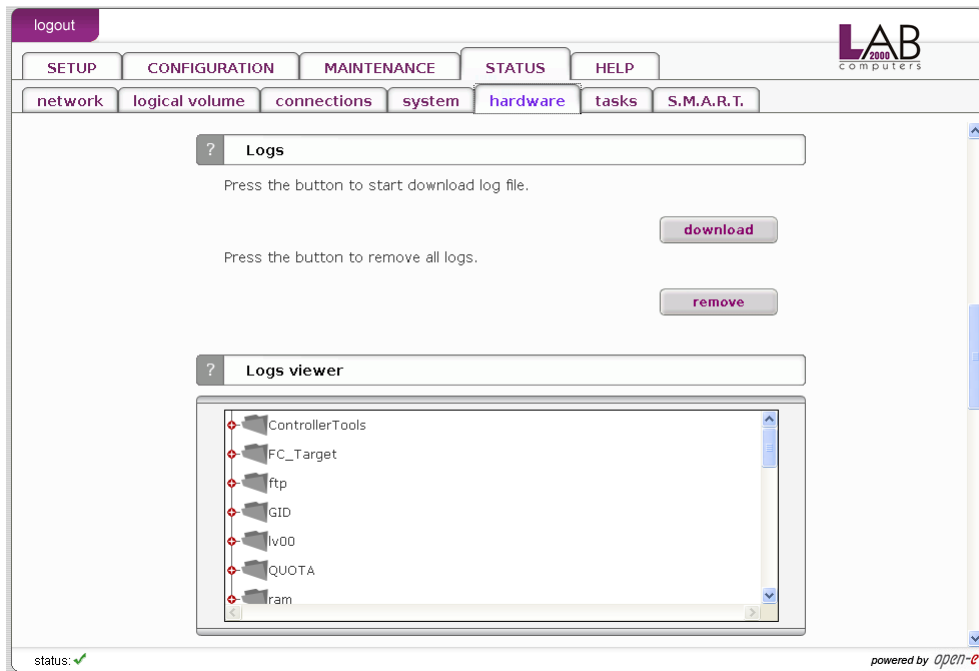 logout
LAB
2000
computers
SETUP CONFIGURATION MAINTENANCE STATUS HELP
network logical volume connections system hardware tasks S.M.A.R.T.
? Logs
Press the button to start download log file.
download
Press the button to remove all logs.
remove
? Logs viewer
ControllerTools
FC_Target
ftp
GID
lv00
QUOTA
ram
status:
powered by open-e